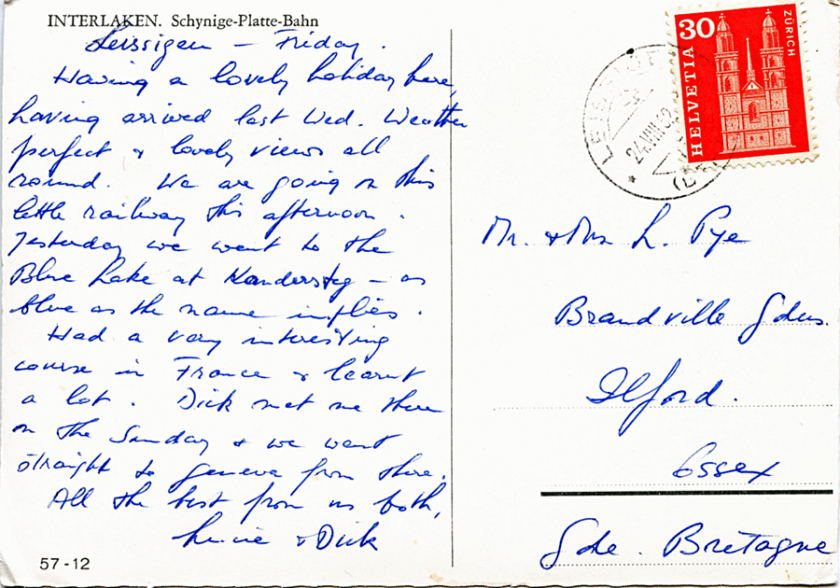 INTERLAKEN. Schynige-Platte-Bahn
Leissigen – Friday.
Having a lovely holiday here,
having arrived last Wed. Weather
perfect & lovely views all
round. We are going on this
little railway this afternoon.
Yesterday we went to the
Blue Lake at Kandersteg – as
blue as the name implies.
Had a very interesting
course in France & learnt
a lot. Dick met me there
on the Sunday & we went
straight to Geneva from there.
All the best from us both,
& Dick
57-12
30
HELVETIA
ZÜRICH
24.VIII.62
Mr. & Mrs L. Pye
Brandville Gdns.
Ilford.
Essex
Gde. Bretagne